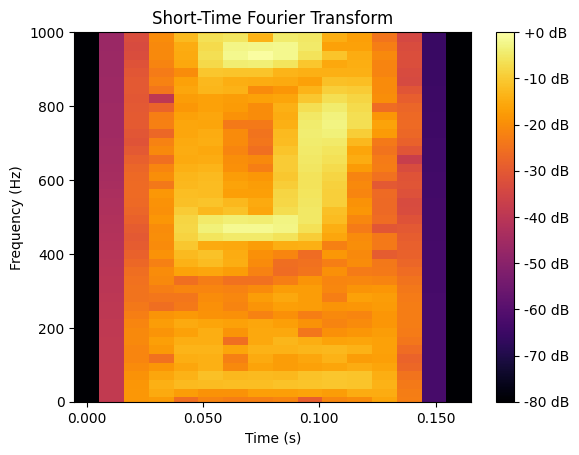 Short-Time Fourier Transform
1000
800
600
400
200
0
Frequency (Hz)
0.000
0.050
0.100
0.150
Time (s)
+0 dB
-10 dB
-20 dB
-30 dB
-40 dB
-50 dB
-60 dB
-70 dB
-80 dB